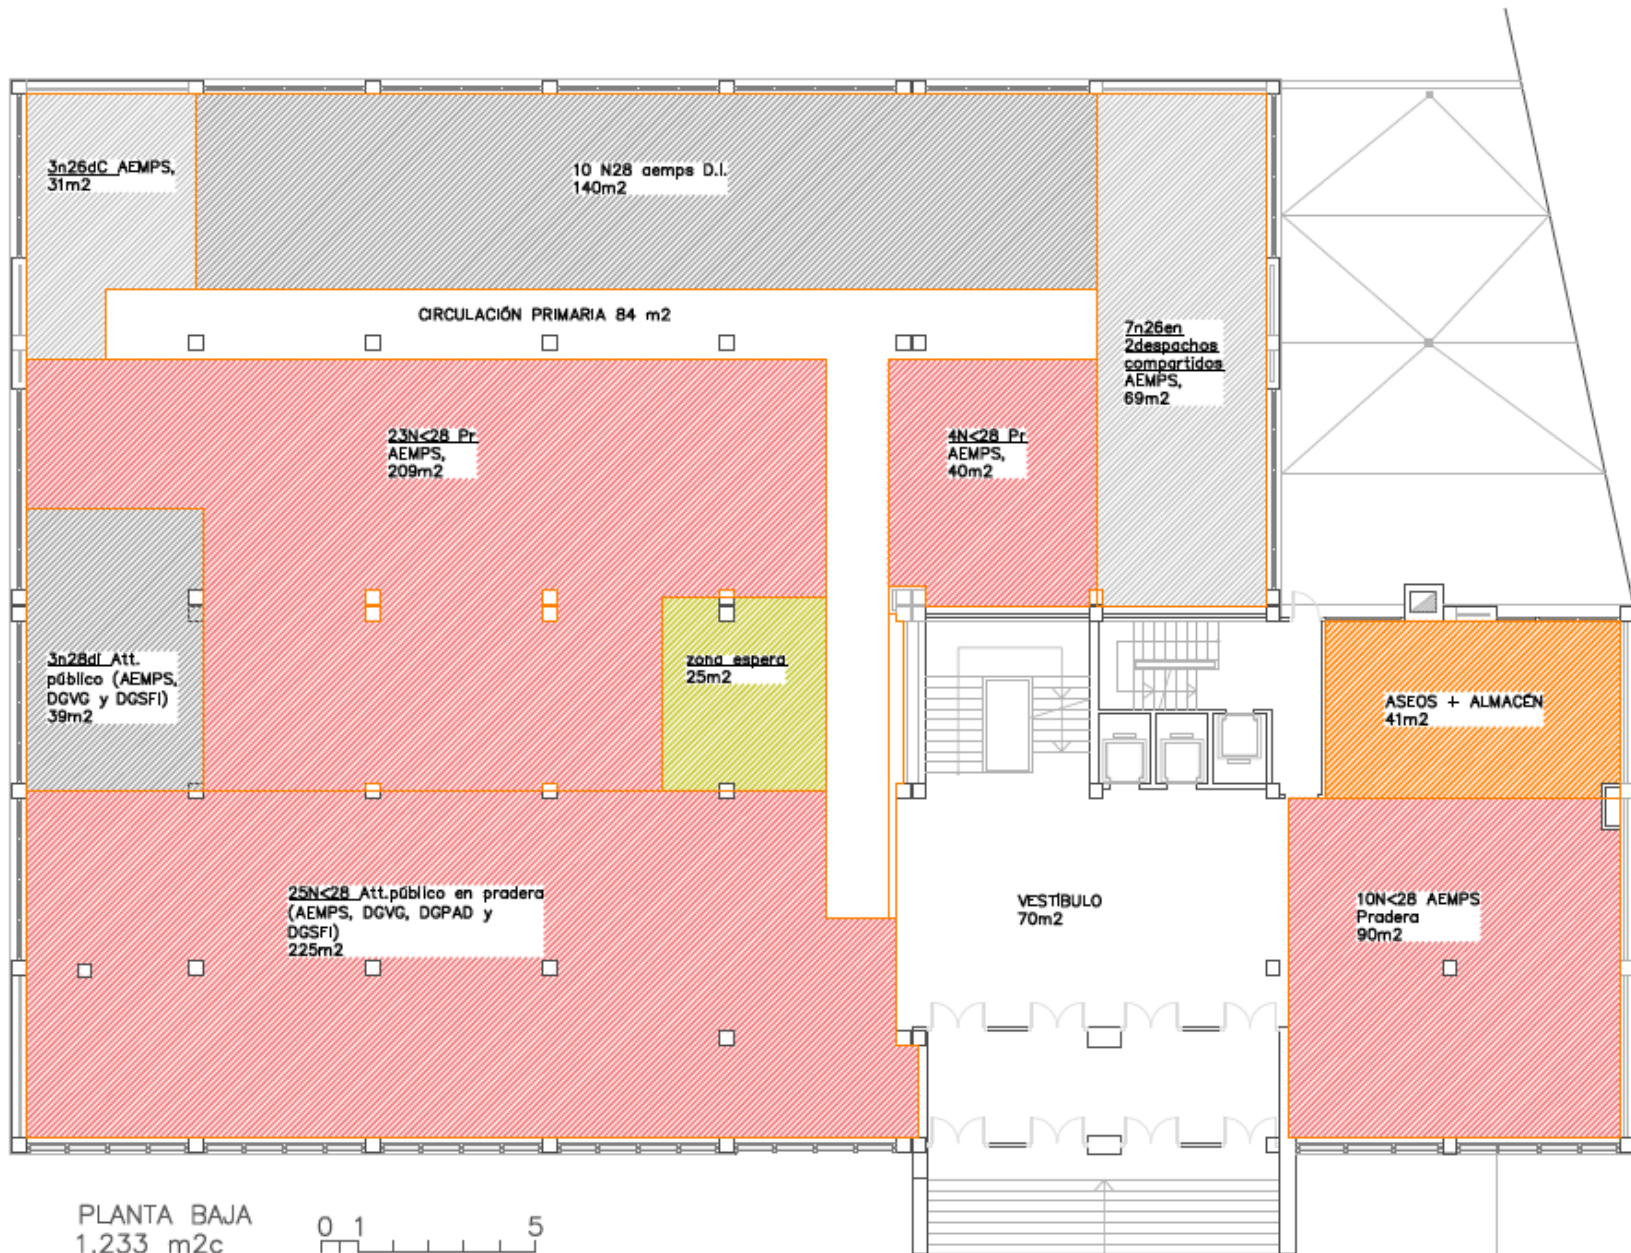 3n26dC AEMPS,
31m2
10 N28 aemps D.I.
140m2
CIRCULACIÓN PRIMARIA 84 m2
7n26en
2despachos
compartidos
AEMPS,
69m2
23N<28 Pr
AEMPS,
209m2
4N<28 Pr
AEMPS,
40m2
3n28di Att.
público (AEMPS,
DGVG y DGSFI)
39m2
zona espera
25m2
ASEOS + ALMACÉN
41m2
25N<28 Att.público en pradera
(AEMPS, DGVG, DGPAD y
DGSFI)
225m2
VESTÍBULO
70m2
10N<28 AEMPS
Pradera
90m2
PLANTA BAJA
1.233 m2c
0 1 5